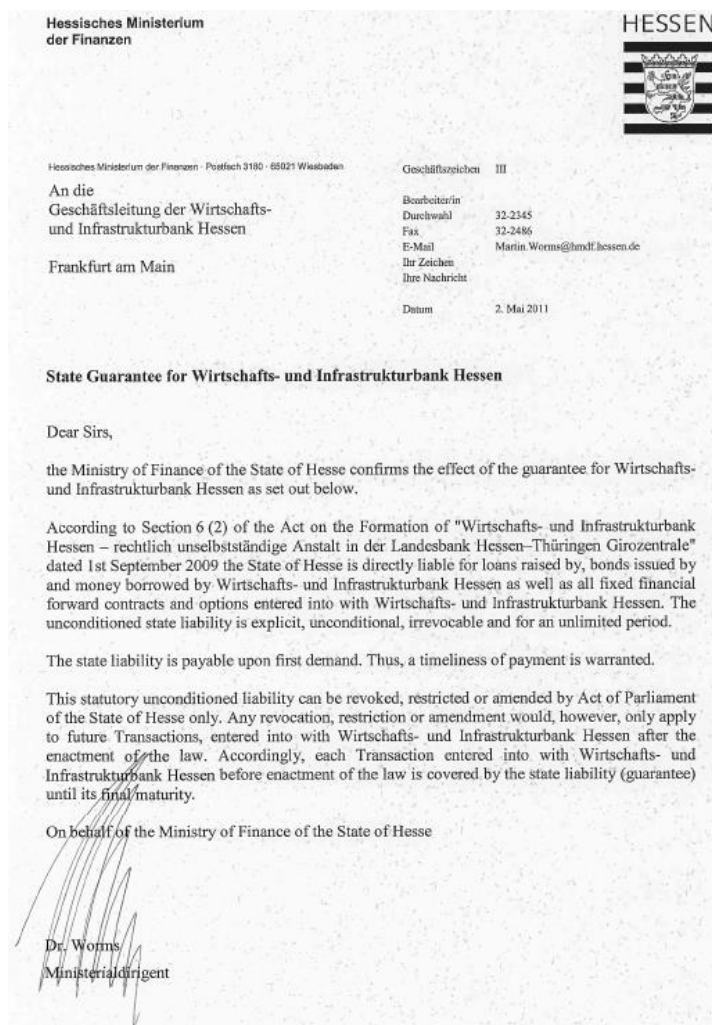 Hessisches Ministerium
der Finanzen
HESSEN
Hessisches Ministerium der Finanzen · Postfach 3180 · 65021 Wiesbaden
An die
Geschäftsleitung der Wirtschafts-
und Infrastrukturbank Hessen
Frankfurt am Main
Geschäftszeichen III
Bearbeiter/in
Durchwahl 32-2345
Fax 32-2486
E-Mail Martin.Worms@hmdf.hessen.de
Ihr Zeichen
Ihre Nachricht
Datum 2. Mai 2011
State Guarantee for Wirtschafts- und Infrastrukturbank Hessen
Dear Sirs,
the Ministry of Finance of the State of Hesse confirms the effect of the guarantee for Wirtschafts-
und Infrastrukturbank Hessen as set out below.
According to Section 6 (2) of the Act on the Formation of "Wirtschafts- und Infrastrukturbank
Hessen – rechtlich unselbstständige Anstalt in der Landesbank Hessen–Thüringen Girozentrale"
dated 1st September 2009 the State of Hesse is directly liable for loans raised by, bonds issued by
and money borrowed by Wirtschafts- und Infrastrukturbank Hessen as well as all fixed financial
forward contracts and options entered into with Wirtschafts- und Infrastrukturbank Hessen. The
unconditioned state liability is explicit, unconditional, irrevocable and for an unlimited period.
The state liability is payable upon first demand. Thus, a timeliness of payment is warranted.
This statutory unconditioned liability can be revoked, restricted or amended by Act of Parliament
of the State of Hesse only. Any revocation, restriction or amendment would, however, only apply
to future Transactions, entered into with Wirtschafts- und Infrastrukturbank Hessen after the
enactment of the law. Accordingly, each Transaction entered into with Wirtschafts- und
Infrastrukturbank Hessen before enactment of the law is covered by the state liability (guarantee)
until its final maturity.
On behalf of the Ministry of Finance of the State of Hesse
Dr. Worms
Ministerialdirigent